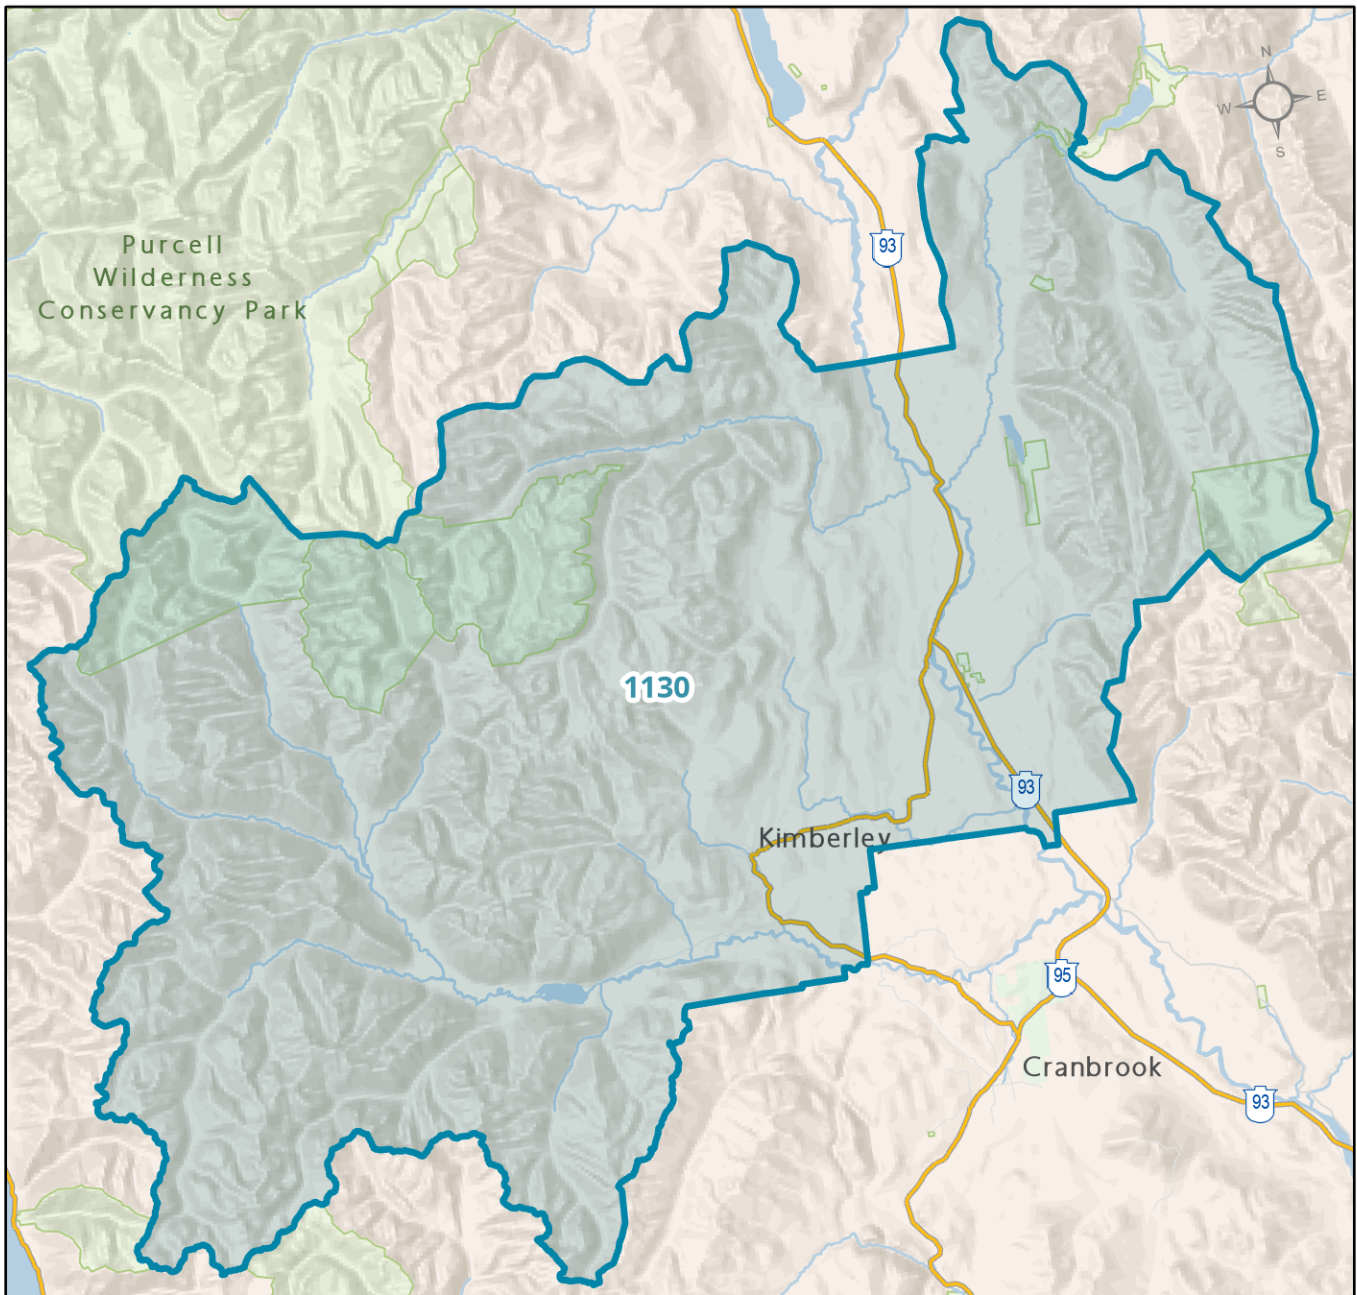 N
W E
S
93
Purcell
Wilderness
Conservancy Park
1130
93
Kimberley
95
Cranbrook
93